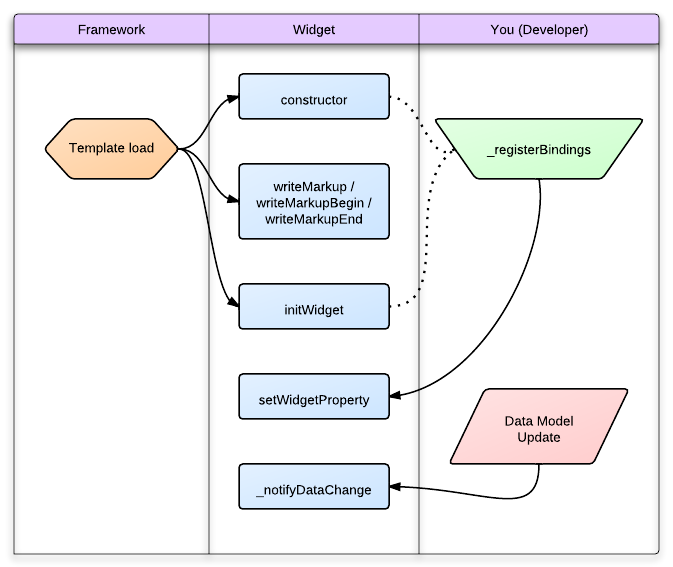 Framework
Widget
You (Developer)
constructor
Template load
_registerBindings
writeMarkup /
writeMarkupBegin /
writeMarkupEnd
initWidget
setWidgetProperty
Data Model
Update
_notifyDataChange